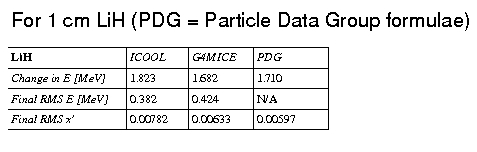 For 1 cm LiH (PDG = Particle Data Group formulae)
LiH ICOOL G4MICE PDG
Change in E [MeV] 1.823 1.682 1.710
Final RMS E [MeV] 0.382 0.424 N/A
Final RMS x' 0.00782 0.00633 0.00597